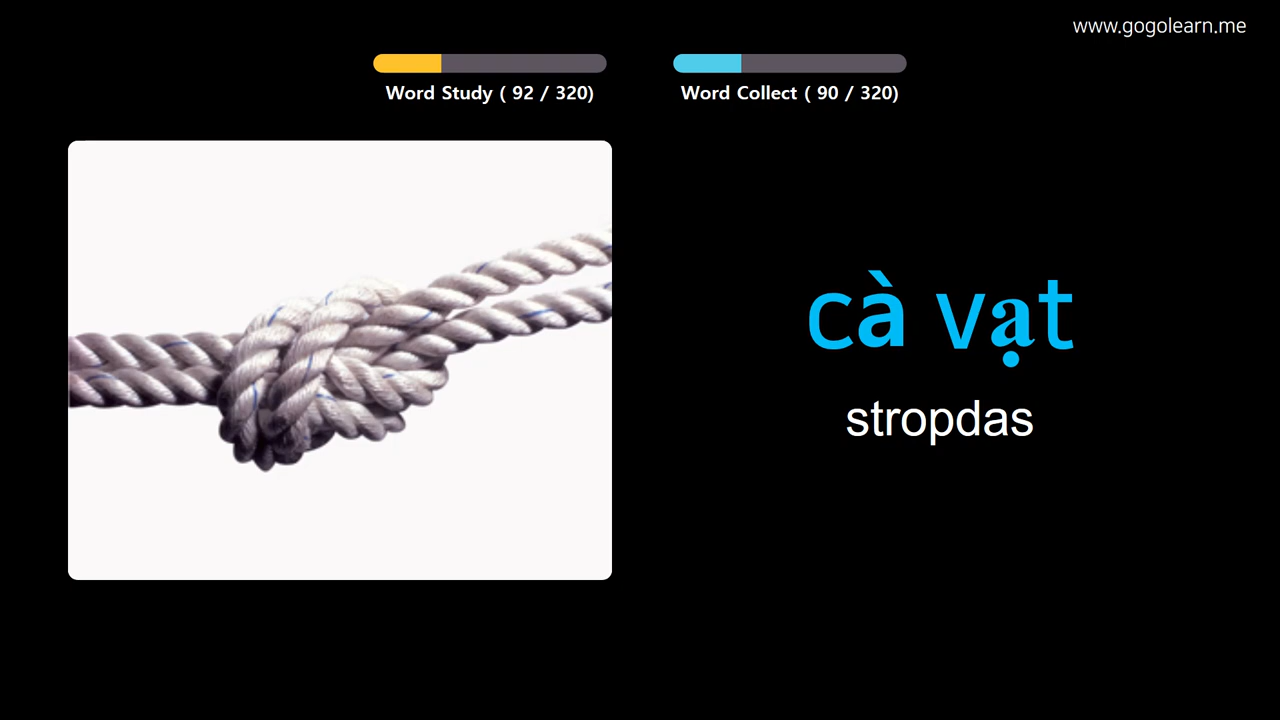 www.gogolearn.me
Word Study ( 92 / 320)
Word Collect ( 90 / 320)
cà vạt
stropdas